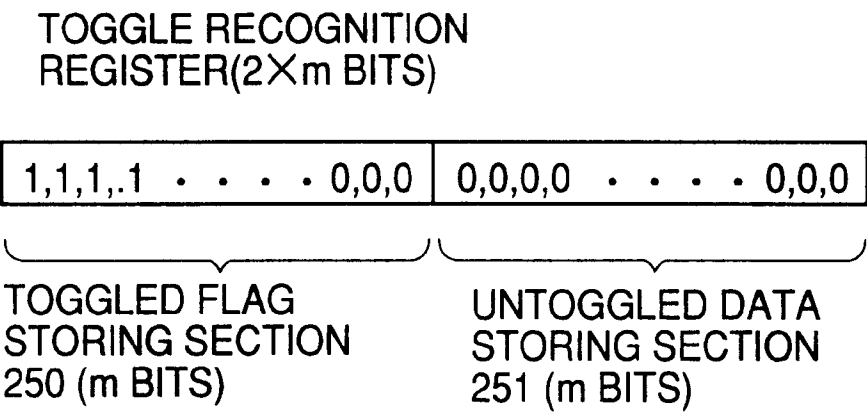 TOGGLE RECOGNITION
REGISTER(2×m BITS)
1,1,1,.1 · · · · 0,0,0 0,0,0,0 · · · · 0,0,0
TOGGLED FLAG
STORING SECTION
250 (m BITS)
UNTOGGLED DATA
STORING SECTION
251 (m BITS)